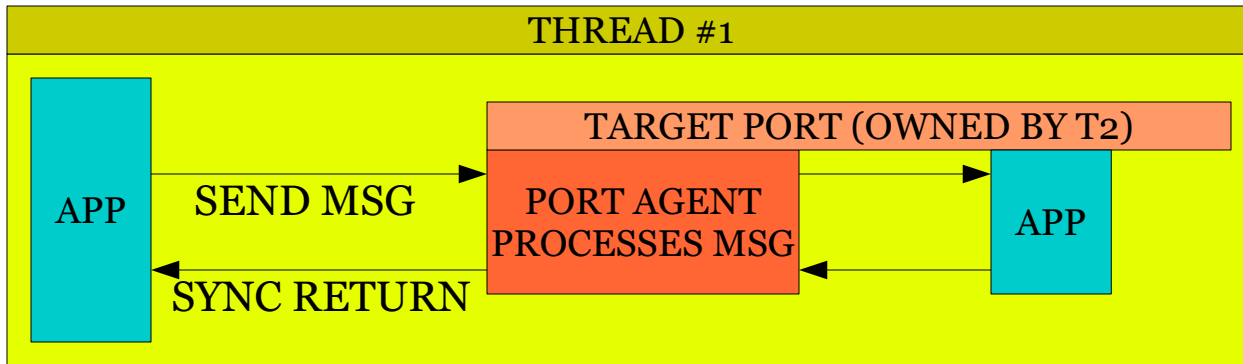 THREAD #1
TARGET PORT (OWNED BY T2)
APP
SEND MSG
PORT AGENT
PROCESSES MSG
APP
SYNC RETURN